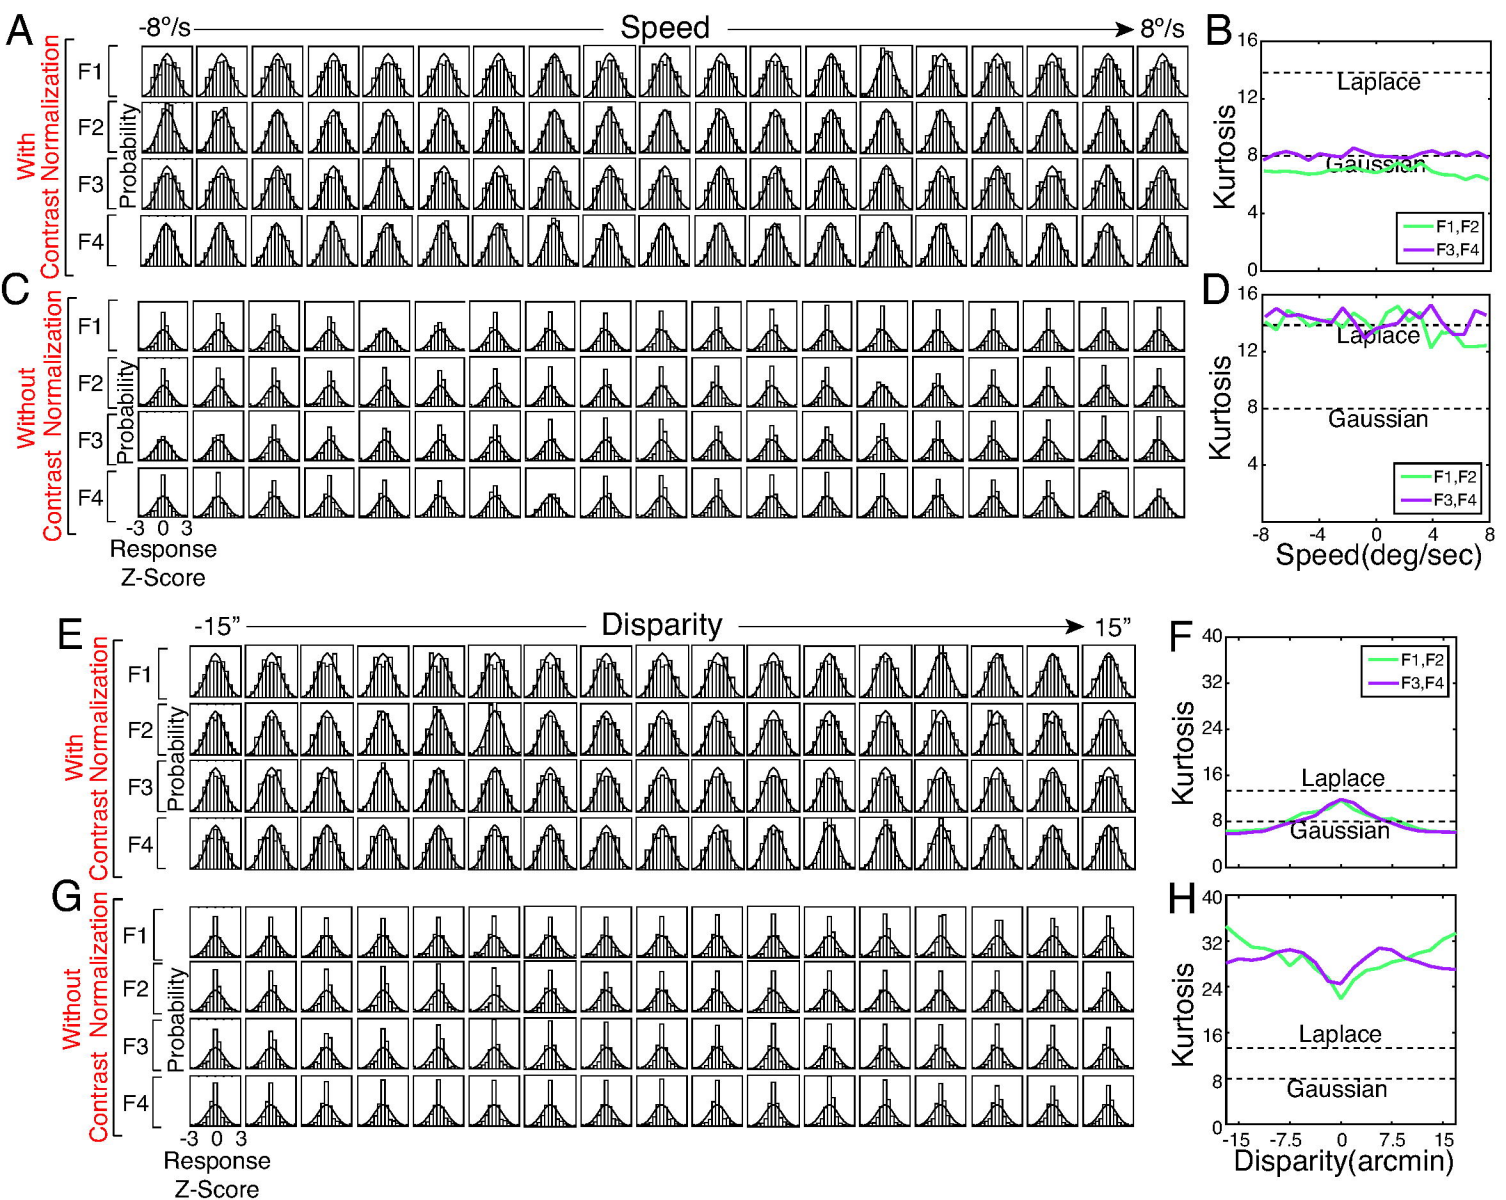 A
-8º/s
Speed
8º/s
With
Contrast Normalization
F1
F2
F3
F4
Probability
B
Kurtosis
16
12
8
4
0
Laplace
Gaussian
F1,F2
F3,F4
C
Without
Contrast Normalization
F1
F2
F3
F4
Probability
-3 0 3
Response
Z-Score
D
Kurtosis
16
12
8
4
Laplace
Gaussian
F1,F2
F3,F4
-8 -4 0 4 8
Speed(deg/sec)
E
-15”
Disparity
15”
With
Contrast Normalization
F1
F2
F3
F4
Probability
F
Kurtosis
40
32
24
16
8
0
F1,F2
F3,F4
Laplace
Gaussian
G
Without
Contrast Normalization
F1
F2
F3
F4
Probability
-3 0 3
Response
Z-Score
H
Kurtosis
40
32
24
16
8
0
Laplace
Gaussian
-15 -7.5 0 7.5 15
Disparity(arcmin)